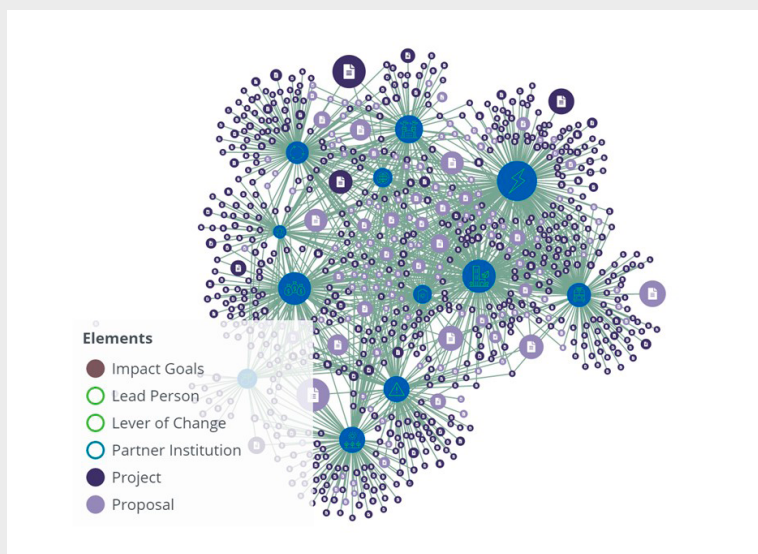 Elements
Impact Goals
Lead Person
Lever of Change
Partner Institution
Project
Proposal